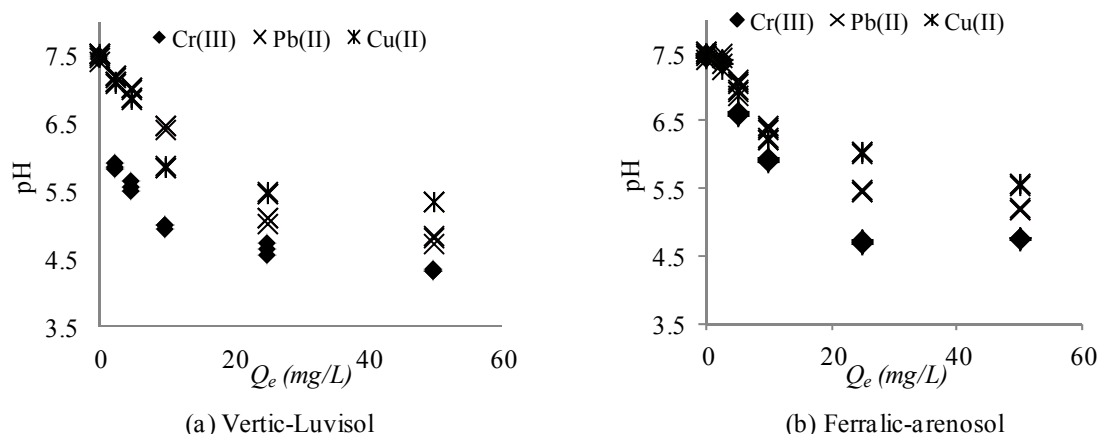 ◆ Cr(III) × Pb(II) ж Cu(II)
7.5
6.5
5.5
4.5
3.5
pH
0 20 40 60
Qe (mg/L)
(a) Vertic-Luvisol
◆ Cr(III) × Pb(II) ж Cu(II)
7.5
6.5
5.5
4.5
3.5
pH
0 20 40 60
Qe (mg/L)
(b) Ferralic-arenosol